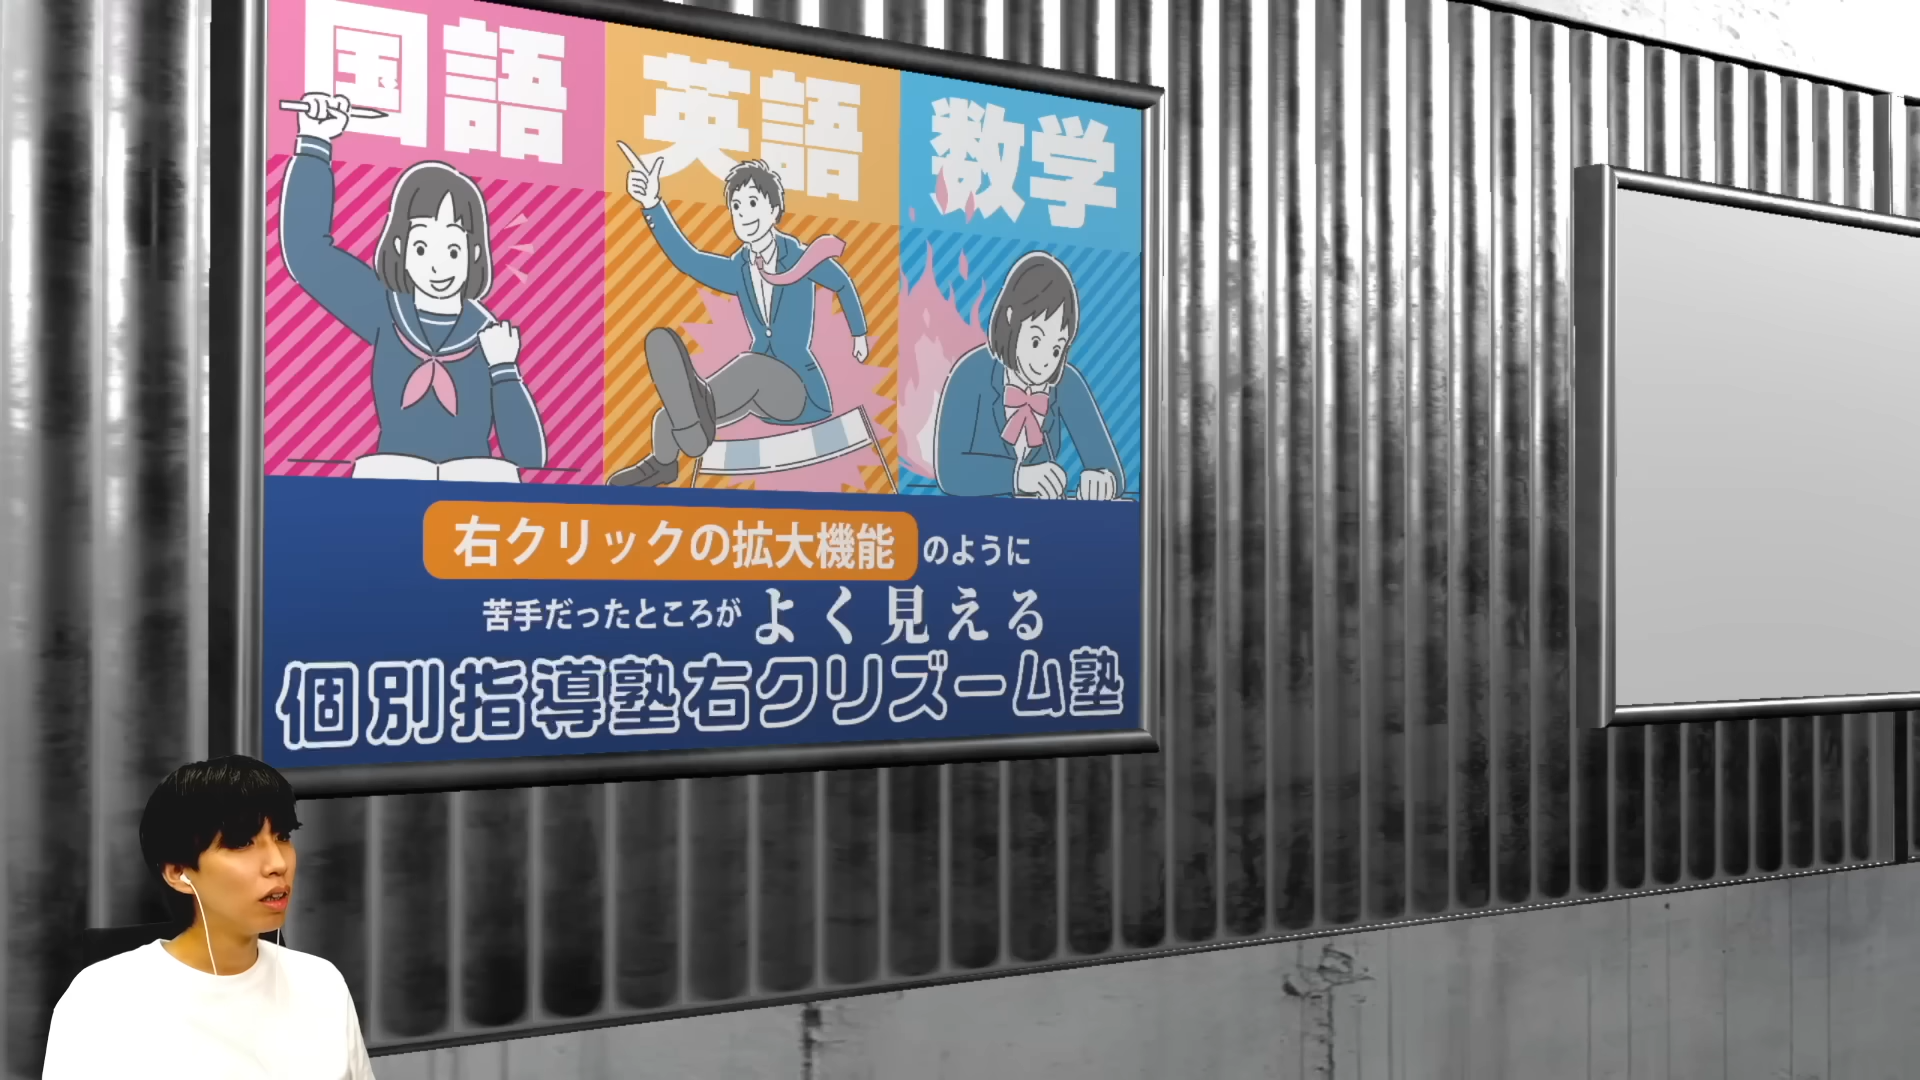 国語 英語 数学
右クリックの拡大機能のように
苦手だったところがよく見える
個別指導塾右クリズーム塾